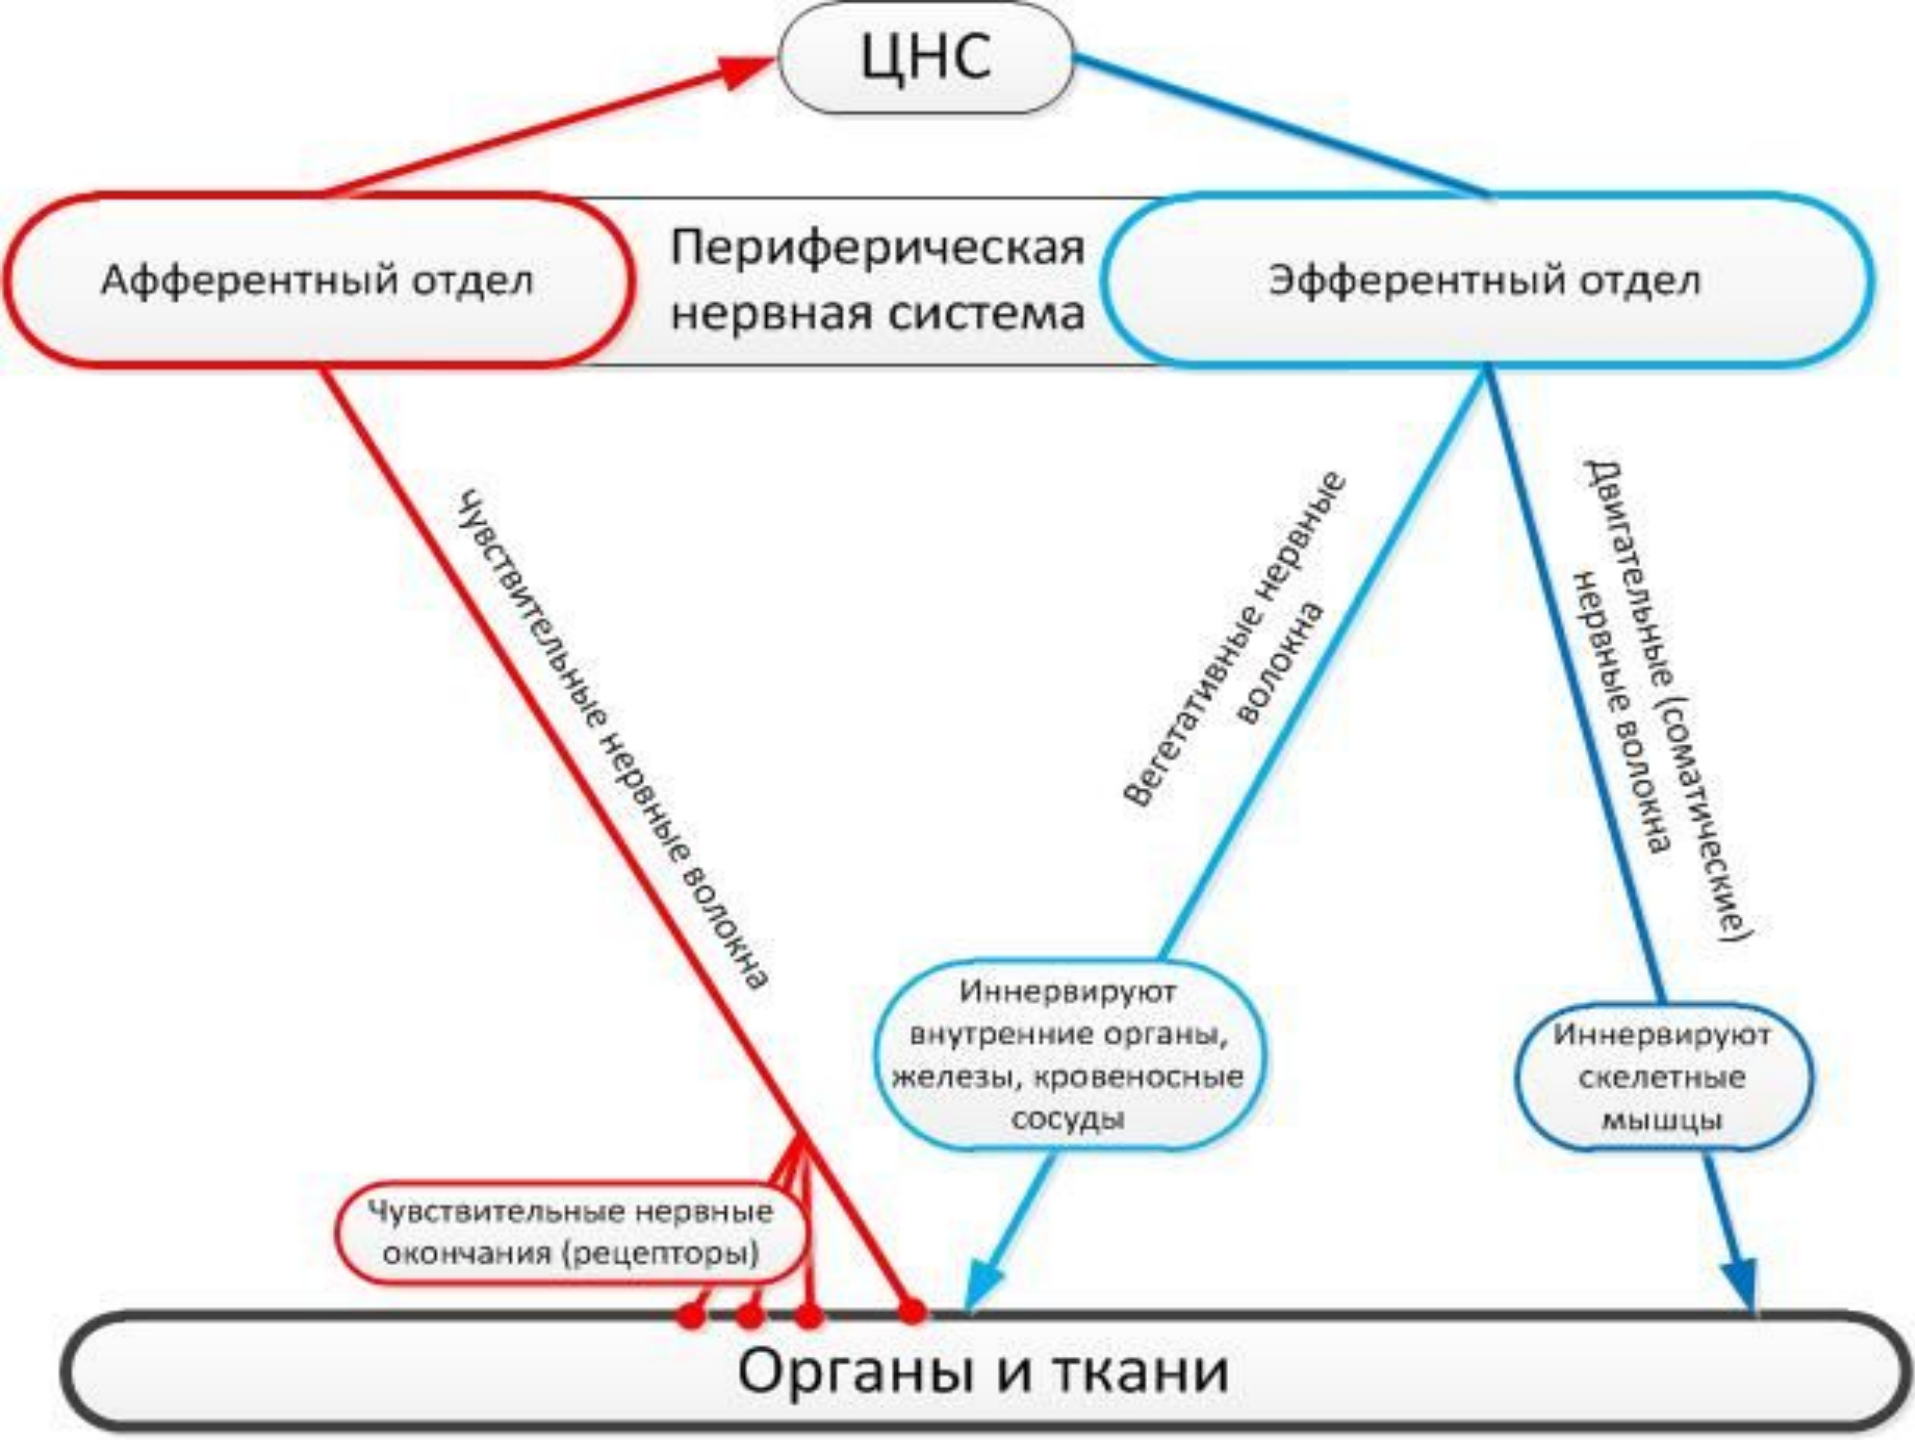 ЦНС
Афферентный отдел
Периферическая
нервная система
Эфферентный отдел
Чувствительные нервные волокна
Вегетативные нервные
волокна
Двигательные (соматические)
нервные волокна
Иннервируют
внутренние органы,
железы, кровеносные
сосуды
Иннервируют
скелетные
мышцы
Чувствительные нервные
окончания (рецепторы)
Органы и ткани